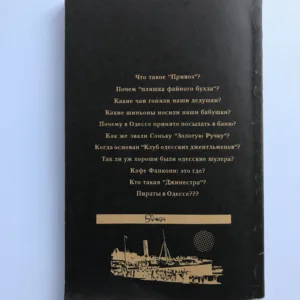 Что такое "Привоз"?
Почем "пляшка файного бухла"?
Какие чаи гоняли наши дедушки?
Какие шиньоны носили наши бабушки?
Почему в Одессе принято посылать в баню?
Как же звали Соньку "Золотую Ручку"?
Когда основан "Клуб одесских джентльменов"?
Так ли уж хороши были одесские шулера?
Кафе Фанкони: это где?
Кто такая "Джинестра"?
Пираты в Одессе???